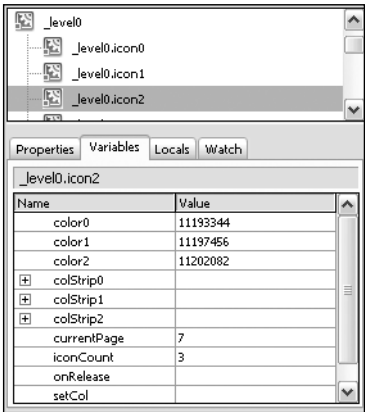 _level0
_level0.icon0
_level0.icon1
_level0.icon2
Properties Variables Locals Watch
_level0.icon2
Name Value
color0 11193344
color1 11197456
color2 11202082
colStrip0
colStrip1
colStrip2
currentPage 7
iconCount 3
onRelease
setCol